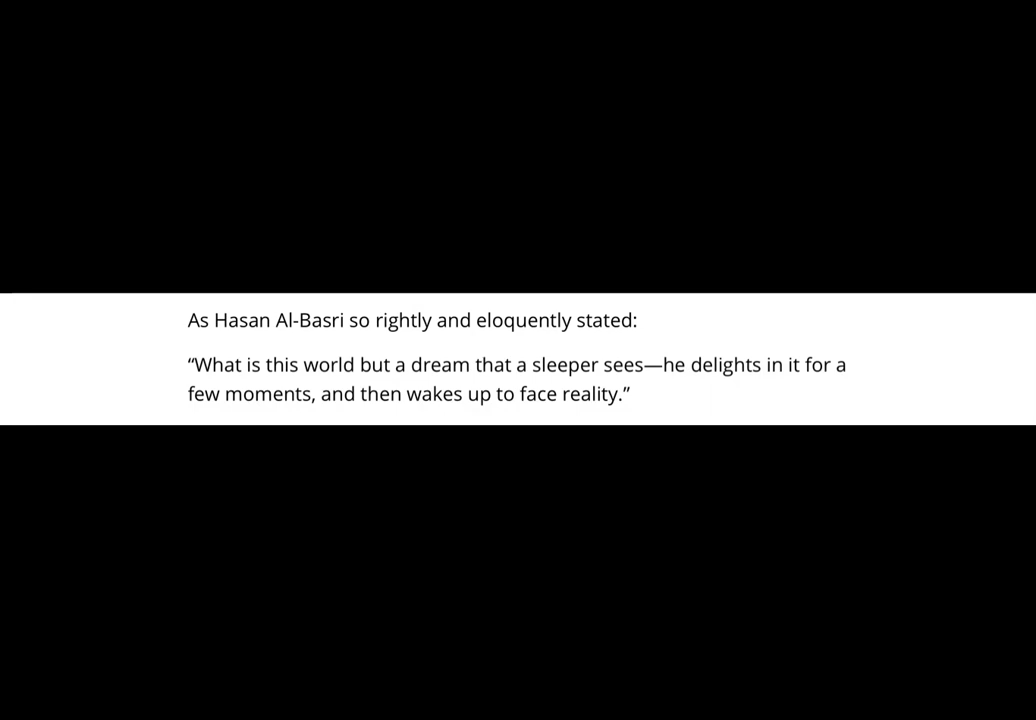 As Hasan Al-Basri so rightly and eloquently stated:
“What is this world but a dream that a sleeper sees—he delights in it for a
few moments, and then wakes up to face reality.”